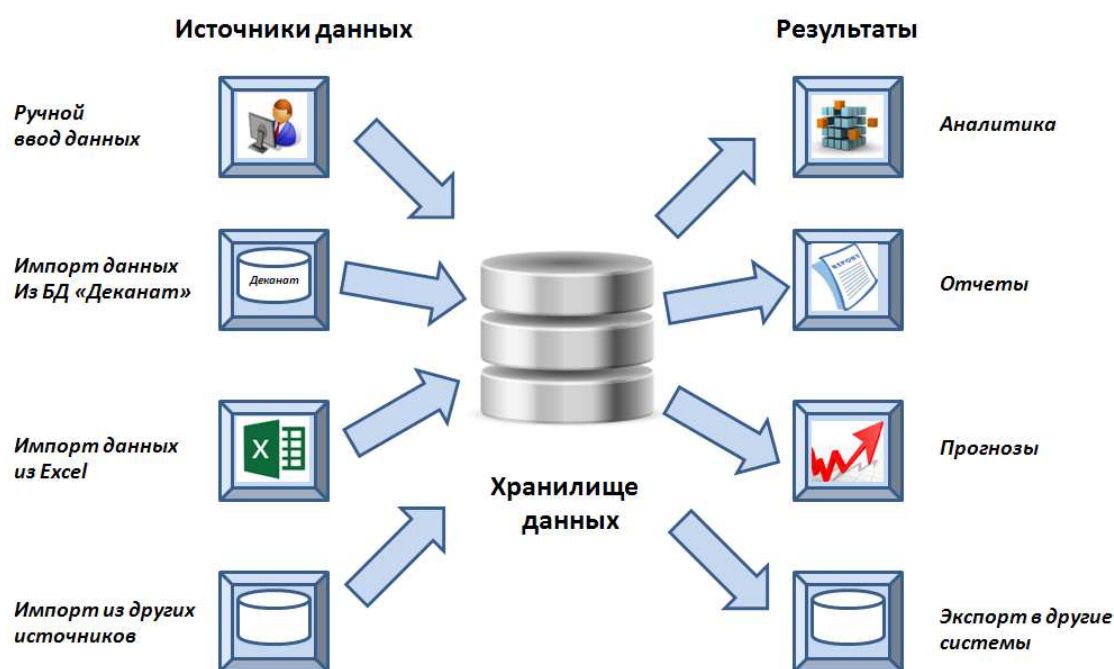 Источники данных
Результаты
Ручной
ввод данных
Аналитика
Импорт данных
Из БД «Деканат»
Деканат
REPORT
Отчеты
Импорт данных
из Excel
X
Прогнозы
Хранилище
данных
Импорт из других
источников
Экспорт в другие
системы